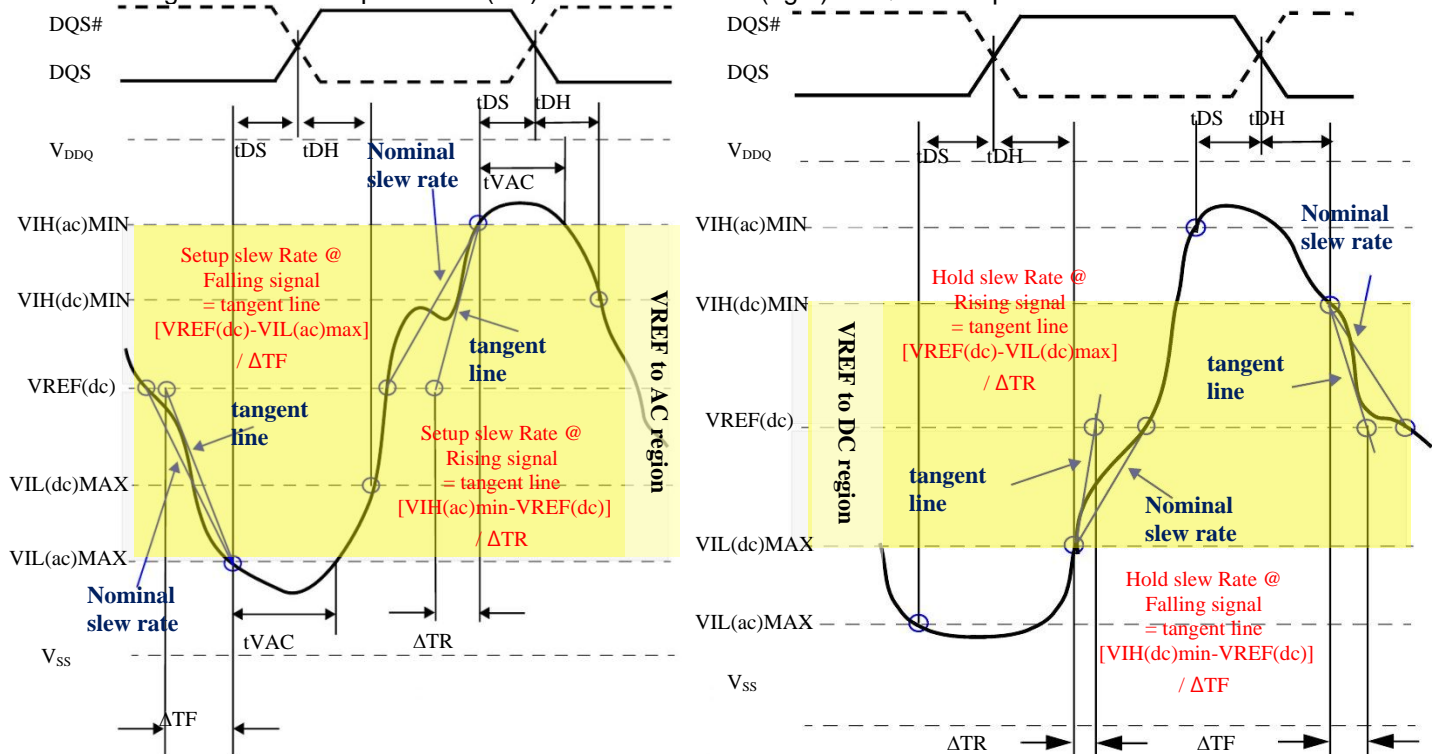 DQS#
DQS
tDS
tDH
tDS
tDH
V_DDQ
Nominal
slew rate
tVAC
VIH(ac)MIN
Setup slew Rate @
Falling signal
= tangent line
[VREF(dc)-VIL(ac)max]
/ ΔTF
VIH(dc)MIN
tangent
line
VREF to AC region
VREF(dc)
tangent
line
Setup slew Rate @
Rising signal
= tangent line
[VIH(ac)min-VREF(dc)]
/ ΔTR
VIL(dc)MAX
VIL(ac)MAX
Nominal
slew rate
tVAC
ΔTR
V_SS
ΔTF
DQS#
DQS
tDS
tDH
tDS
tDH
V_DDQ
VIH(ac)MIN
Nominal
slew rate
Hold slew Rate @
Rising signal
= tangent line
[VREF(dc)-VIL(dc)max]
/ ΔTR
VIH(dc)MIN
VREF to DC region
tangent
line
VREF(dc)
tangent
line
Nominal
slew rate
VIL(dc)MAX
Hold slew Rate @
Falling signal
= tangent line
[VIH(dc)min-VREF(dc)]
/ ΔTF
VIL(ac)MAX
V_SS
ΔTR
ΔTF